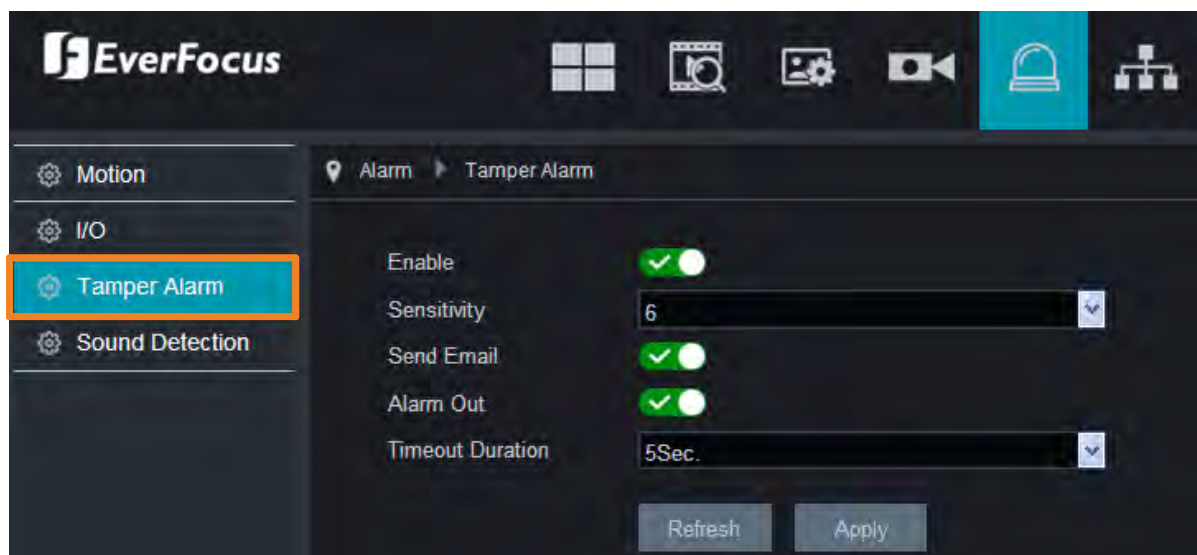 EverFocus
Motion
I/O
Tamper Alarm
Sound Detection
Alarm Tamper Alarm
Enable
Sensitivity 6
Send Email
Alarm Out
Timeout Duration 5Sec.
Refresh Apply